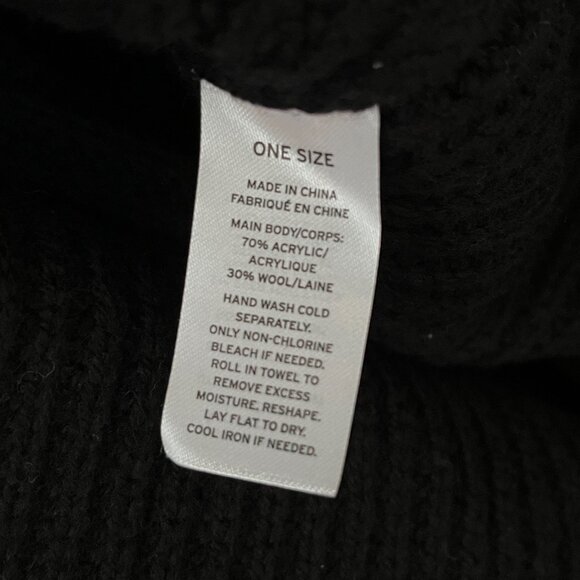 ONE SIZE
MADE IN CHINA
FABRIQUÉ EN CHINE
MAIN BODY/CORPS:
70% ACRYLIC/
ACRYLIQUE
30% WOOL/LAINE
HAND WASH COLD
SEPARATELY.
ONLY NON-CHLORINE
BLEACH IF NEEDED.
ROLL IN TOWEL TO
REMOVE EXCESS
MOISTURE. RESHAPE.
LAY FLAT TO DRY.
COOL IRON IF NEEDED.